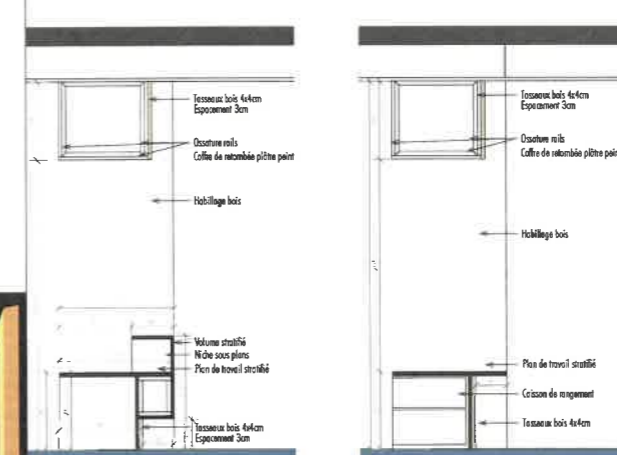 Tasseaux bois 4x4cm
Espacement 3cm
Ossature rails
Coffre de retombée plâtre peint
Habillage bois
Volume stratifié
Niche sous plans
Plan de travail stratifié
Tasseaux bois 4x4cm
Espacement 3cm
Tasseaux bois 4x4cm
Espacement 3cm
Ossature rails
Coffre de retombée plâtre peint
Habillage bois
Plan de travail stratifié
Caisson de rangement
Tasseaux bois 4x4cm